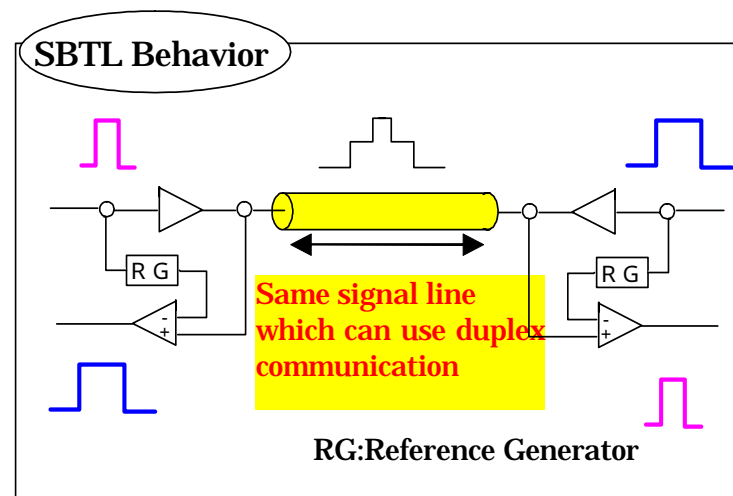 SBTL Behavior
R G
R G
-
+
-
+
Same signal line
which can use duplex
communication
RG:Reference Generator